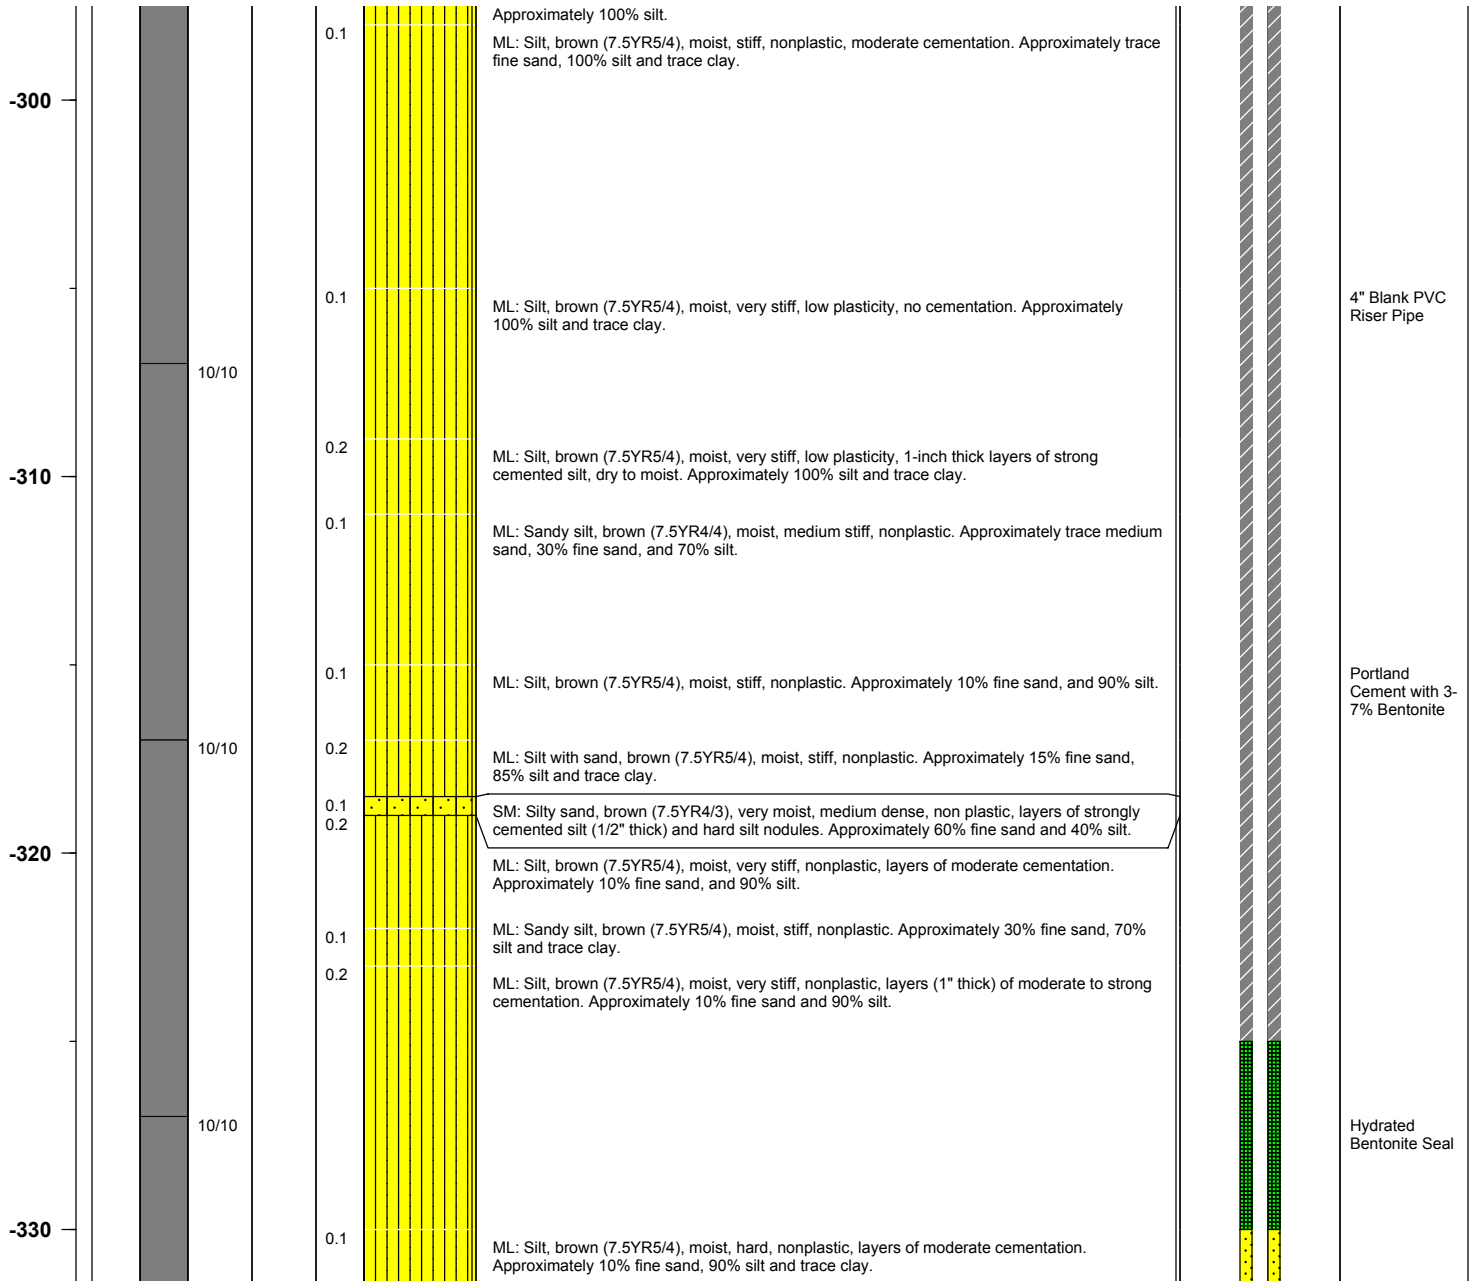 Approximately 100% silt.
0.1
ML: Silt, brown (7.5YR5/4), moist, stiff, nonplastic, moderate cementation. Approximately trace
fine sand, 100% silt and trace clay.
-300
0.1
ML: Silt, brown (7.5YR5/4), moist, very stiff, low plasticity, no cementation. Approximately
100% silt and trace clay.
4" Blank PVC
Riser Pipe
10/10
0.2
ML: Silt, brown (7.5YR5/4), moist, very stiff, low plasticity, 1-inch thick layers of strong
cemented silt, dry to moist. Approximately 100% silt and trace clay.
-310
0.1
ML: Sandy silt, brown (7.5YR4/4), moist, medium stiff, nonplastic. Approximately trace medium
sand, 30% fine sand, and 70% silt.
0.1
ML: Silt, brown (7.5YR5/4), moist, stiff, nonplastic. Approximately 10% fine sand, and 90% silt.
Portland
Cement with 3-
7% Bentonite
10/10
0.2
ML: Silt with sand, brown (7.5YR5/4), moist, stiff, nonplastic. Approximately 15% fine sand,
85% silt and trace clay.
0.1
SM: Silty sand, brown (7.5YR4/3), very moist, medium dense, non plastic, layers of strongly
cemented silt (1/2" thick) and hard silt nodules. Approximately 60% fine sand and 40% silt.
0.2
-320
ML: Silt, brown (7.5YR5/4), moist, very stiff, nonplastic, layers of moderate cementation.
Approximately 10% fine sand, and 90% silt.
0.1
ML: Sandy silt, brown (7.5YR5/4), moist, stiff, nonplastic. Approximately 30% fine sand, 70%
silt and trace clay.
0.2
ML: Silt, brown (7.5YR5/4), moist, very stiff, nonplastic, layers (1" thick) of moderate to strong
cementation. Approximately 10% fine sand and 90% silt.
10/10
Hydrated
Bentonite Seal
-330
0.1
ML: Silt, brown (7.5YR5/4), moist, hard, nonplastic, layers of moderate cementation.
Approximately 10% fine sand, 90% silt and trace clay.